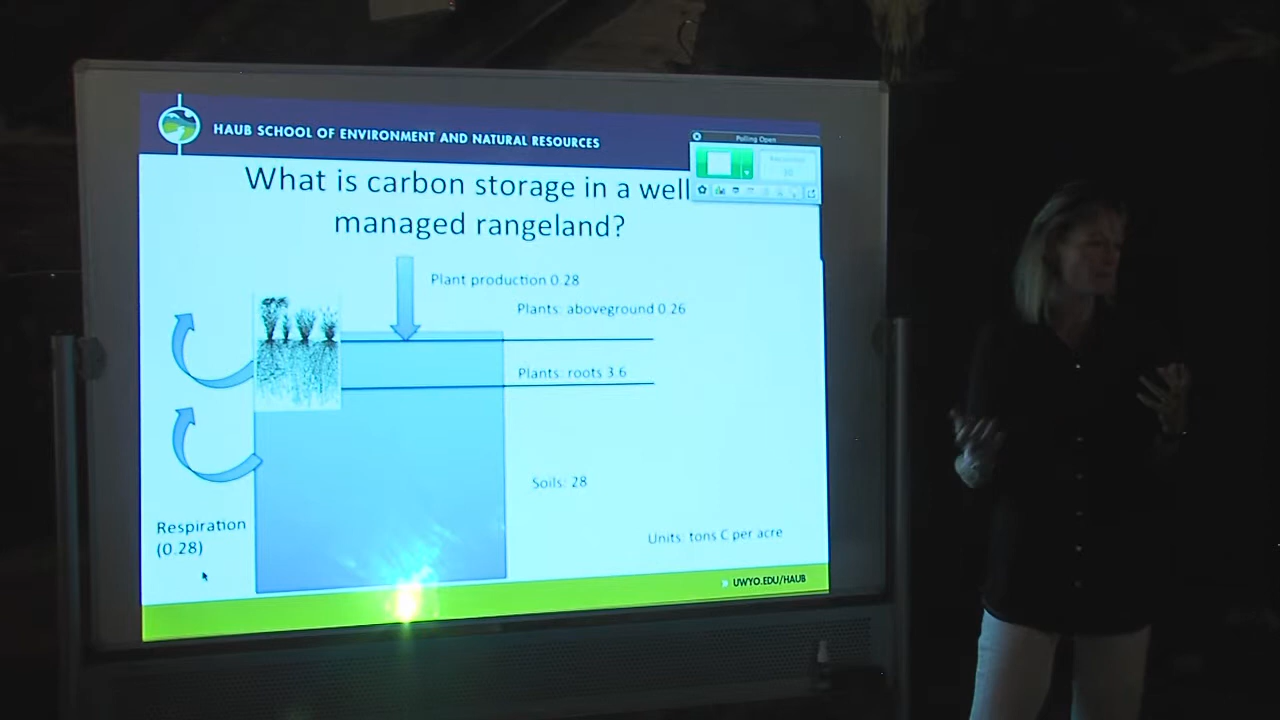 HAUB SCHOOL OF ENVIRONMENT AND NATURAL RESOURCES
Polling Open
What is carbon storage in a well
managed rangeland?
Plant production 0.28
Plants: aboveground 0.26
Plants: roots 3.6
Soils: 28
Respiration
(0.28)
Units: tons C per acre
» UWYO.EDU/HAUB